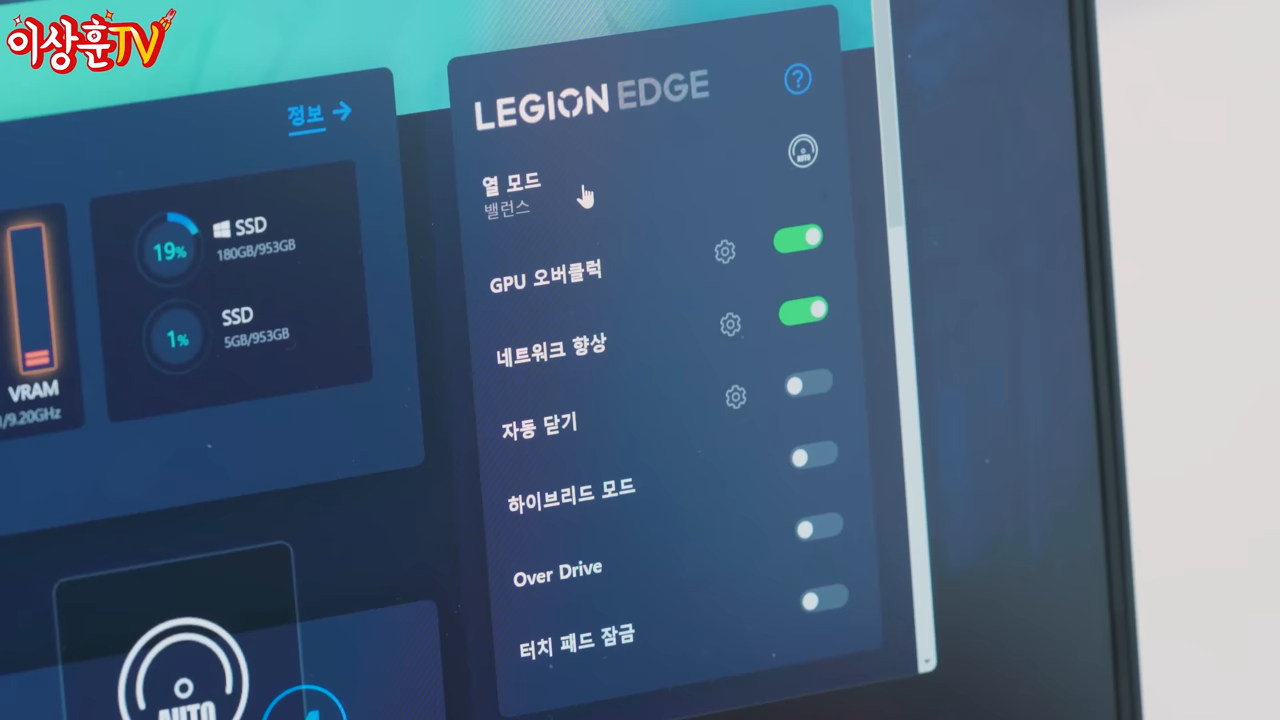 이상훈TV
정보
19%
SSD
180GB/953GB
1%
SSD
5GB/953GB
VRAM
/9.20GHz
AUTO
LEGION EDGE
?
AUTO
열 모드
밸런스
GPU 오버클럭
네트워크 향상
자동 닫기
하이브리드 모드
Over Drive
터치 패드 잠금